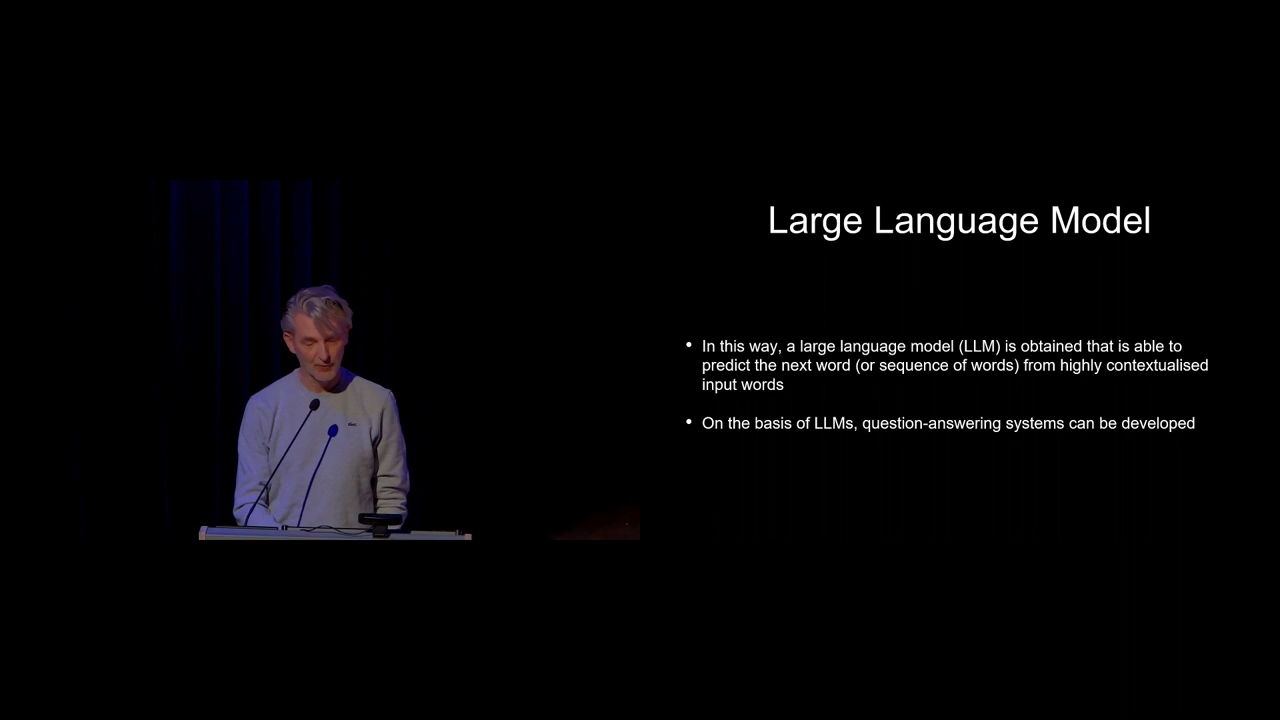 Large Language Model
• In this way, a large language model (LLM) is obtained that is able to
predict the next word (or sequence of words) from highly contextualised
input words
• On the basis of LLMs, question-answering systems can be developed